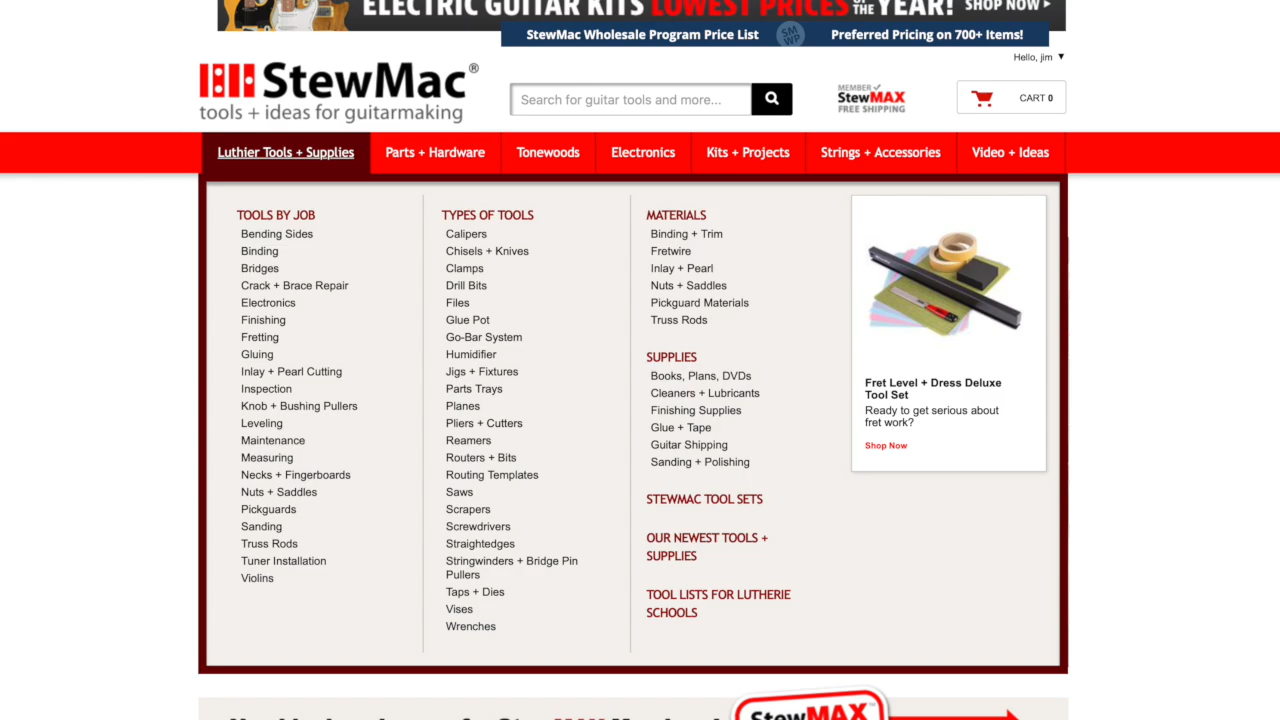 ELECTRIC GUITAR KITS LOWEST PRICES OF THE YEAR! SHOP NOW
StewMac Wholesale Program Price List SMWP Preferred Pricing on 700+ Items!
Hello, jim ▼
StewMac®
tools + ideas for guitarmaking
Search for guitar tools and more...
MEMBER
StewMAX
FREE SHIPPING
CART 0
Luthier Tools + Supplies Parts + Hardware Tonewoods Electronics Kits + Projects Strings + Accessories Video + Ideas
TOOLS BY JOB
Bending Sides
Binding
Bridges
Crack + Brace Repair
Electronics
Finishing
Fretting
Gluing
Inlay + Pearl Cutting
Inspection
Knob + Bushing Pullers
Leveling
Maintenance
Measuring
Necks + Fingerboards
Nuts + Saddles
Pickguards
Sanding
Truss Rods
Tuner Installation
Violins
TYPES OF TOOLS
Calipers
Chisels + Knives
Clamps
Drill Bits
Files
Glue Pot
Go-Bar System
Humidifier
Jigs + Fixtures
Parts Trays
Planes
Pliers + Cutters
Reamers
Routers + Bits
Routing Templates
Saws
Scrapers
Screwdrivers
Straightedges
Stringwinders + Bridge Pin
Pullers
Taps + Dies
Vises
Wrenches
MATERIALS
Binding + Trim
Fretwire
Inlay + Pearl
Nuts + Saddles
Pickguard Materials
Truss Rods
SUPPLIES
Books, Plans, DVDs
Cleaners + Lubricants
Finishing Supplies
Glue + Tape
Guitar Shipping
Sanding + Polishing
STEWMAC TOOL SETS
OUR NEWEST TOOLS +
SUPPLIES
TOOL LISTS FOR LUTHERIE
SCHOOLS
Fret Level + Dress Deluxe
Tool Set
Ready to get serious about
fret work?
Shop Now
StewMAX